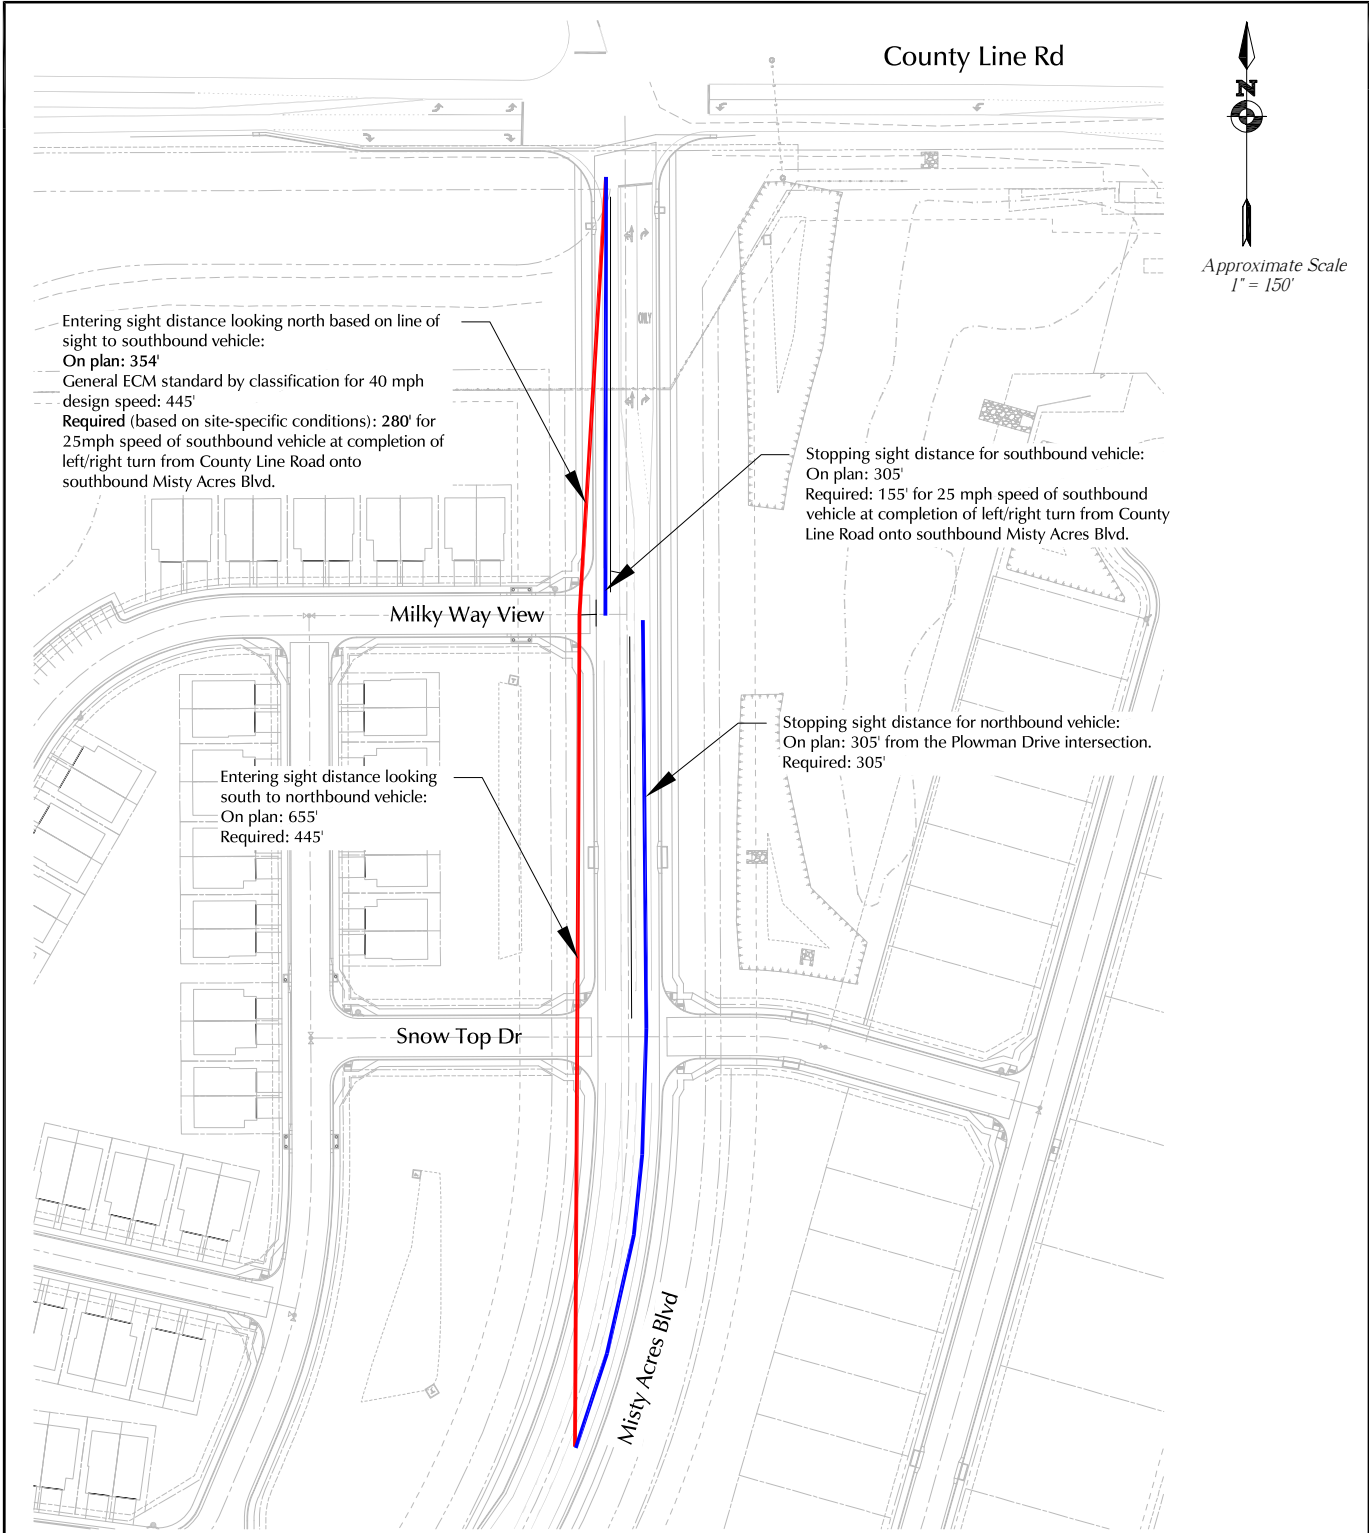 County Line Rd
N
Approximate Scale
1" = 150'
Entering sight distance looking north based on line of
sight to southbound vehicle:
On plan: 354'
General ECM standard by classification for 40 mph
design speed: 445'
Required (based on site-specific conditions): 280' for
25mph speed of southbound vehicle at completion of
left/right turn from County Line Road onto
southbound Misty Acres Blvd.
ONLY
Stopping sight distance for southbound vehicle:
On plan: 305'
Required: 155' for 25 mph speed of southbound
vehicle at completion of left/right turn from County
Line Road onto southbound Misty Acres Blvd.
Milky Way View
Stopping sight distance for northbound vehicle:
On plan: 305' from the Plowman Drive intersection.
Required: 305'
Entering sight distance looking
south to northbound vehicle:
On plan: 655'
Required: 445'
Snow Top Dr
Misty Acres Blvd